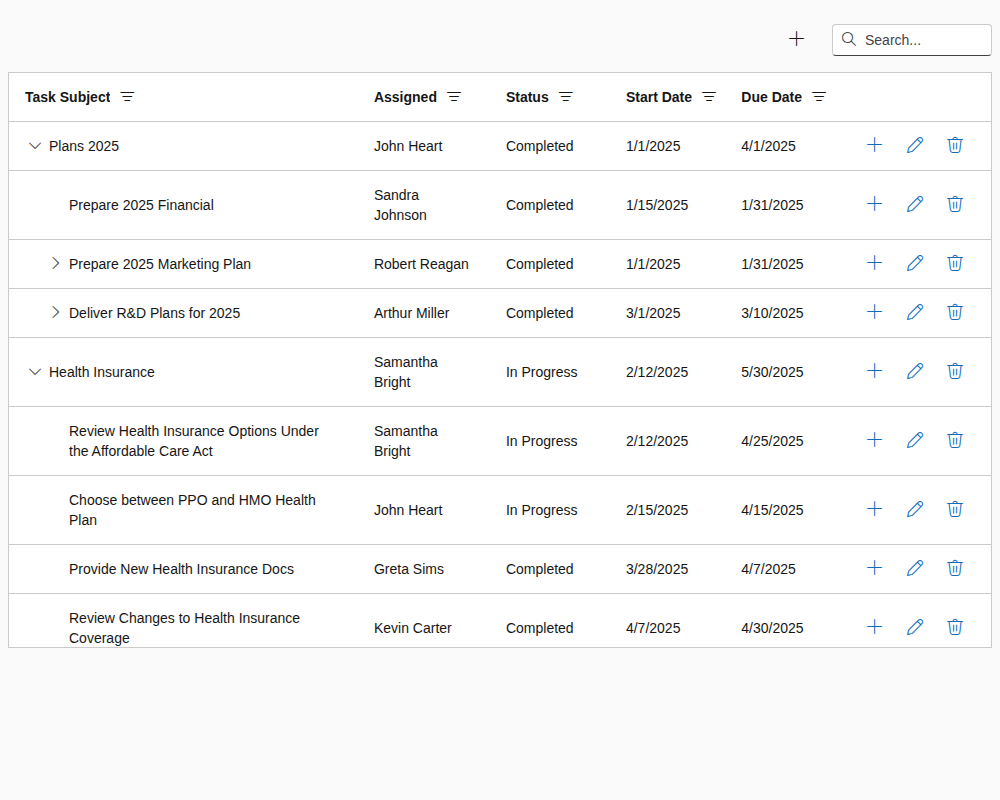 Search...
Task Subject Assigned Status Start Date Due Date
Plans 2025 John Heart Completed 1/1/2025 4/1/2025
Prepare 2025 Financial Sandra Johnson Completed 1/15/2025 1/31/2025
Prepare 2025 Marketing Plan Robert Reagan Completed 1/1/2025 1/31/2025
Deliver R&D Plans for 2025 Arthur Miller Completed 3/1/2025 3/10/2025
Health Insurance Samantha Bright In Progress 2/12/2025 5/30/2025
Review Health Insurance Options Under
the Affordable Care Act Samantha Bright In Progress 2/12/2025 4/25/2025
Choose between PPO and HMO Health
Plan John Heart In Progress 2/15/2025 4/15/2025
Provide New Health Insurance Docs Greta Sims Completed 3/28/2025 4/7/2025
Review Changes to Health Insurance
Coverage Kevin Carter Completed 4/7/2025 4/30/2025